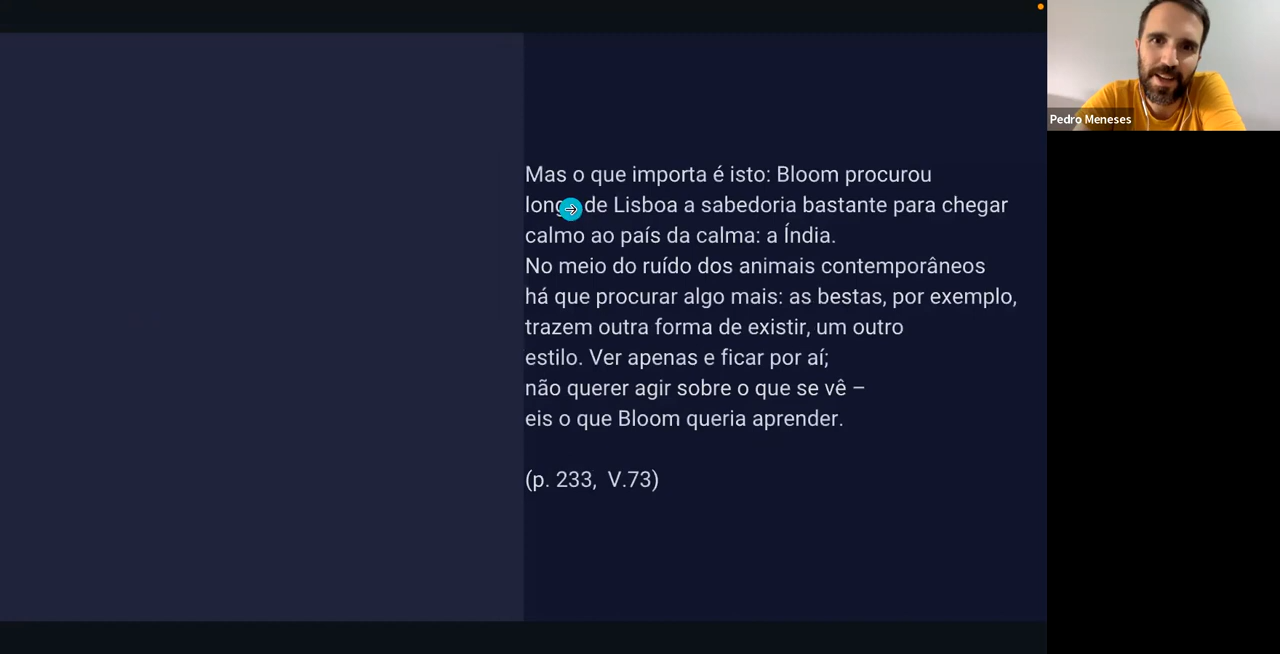 Mas o que importa é isto: Bloom procurou
longe de Lisboa a sabedoria bastante para chegar
calmo ao país da calma: a Índia.
No meio do ruído dos animais contemporâneos
há que procurar algo mais: as bestas, por exemplo,
trazem outra forma de existir, um outro
estilo. Ver apenas e ficar por aí;
não querer agir sobre o que se vê –
eis o que Bloom queria aprender.
(p. 233, V.73)
Pedro Meneses